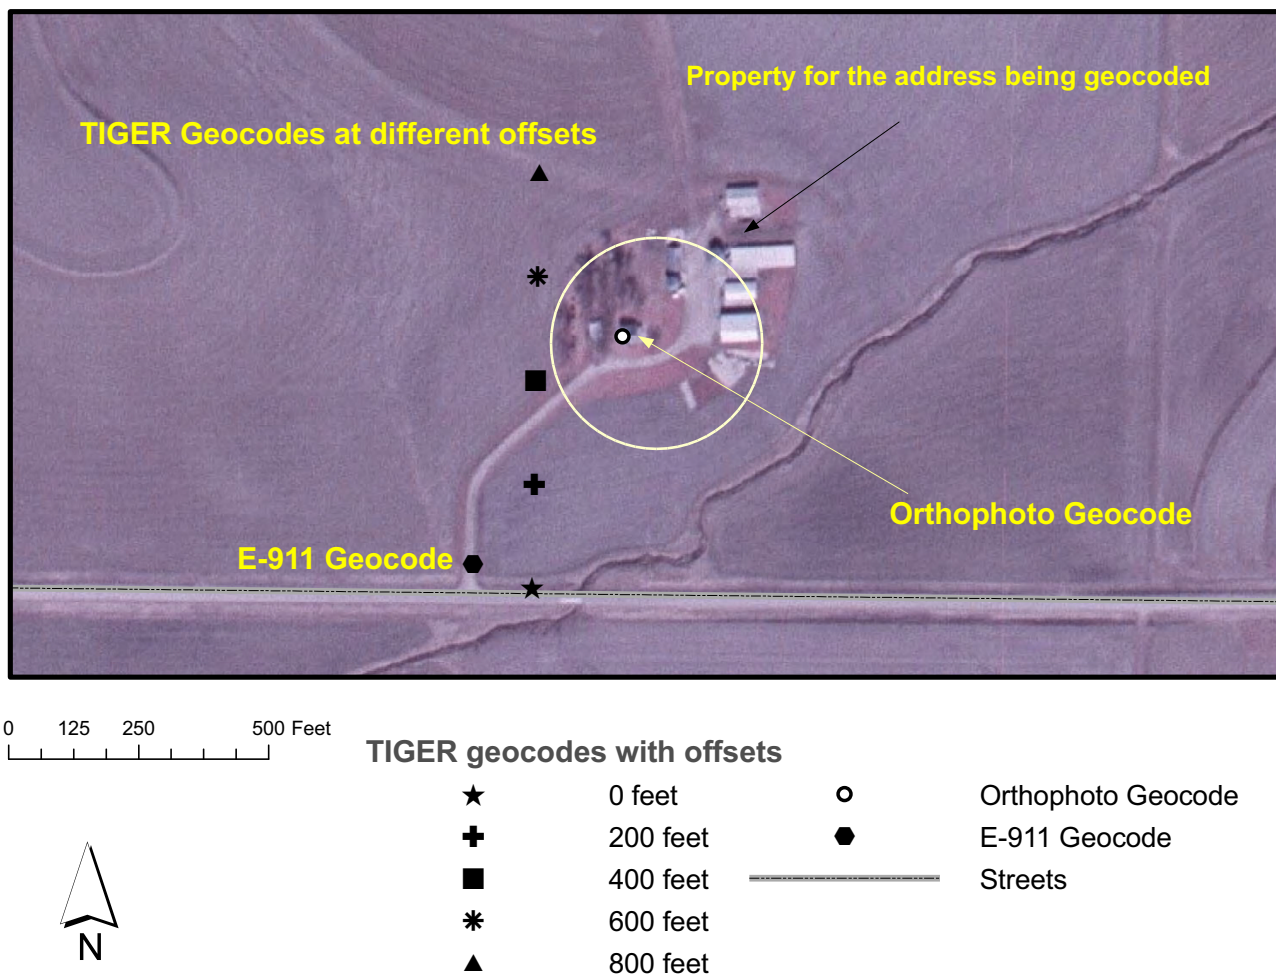 Property for the address being geocoded
TIGER Geocodes at different offsets
Orthophoto Geocode
E-911 Geocode
0 125 250 500 Feet
TIGER geocodes with offsets
0 feet
Orthophoto Geocode
200 feet
E-911 Geocode
400 feet
Streets
600 feet
800 feet
N